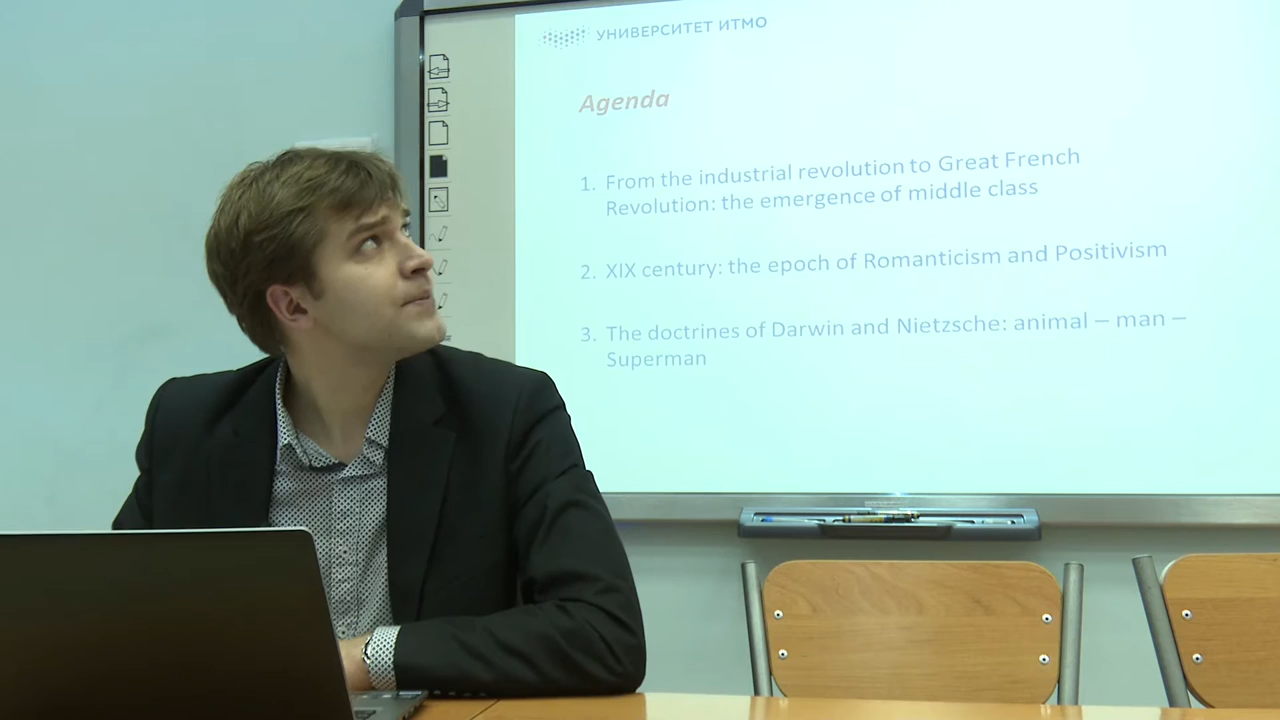 УНИВЕРСИТЕТ ИТМО
Agenda
1. From the industrial revolution to Great French
Revolution: the emergence of middle class
2. XIX century: the epoch of Romanticism and Positivism
3. The doctrines of Darwin and Nietzsche: animal – man –
Superman